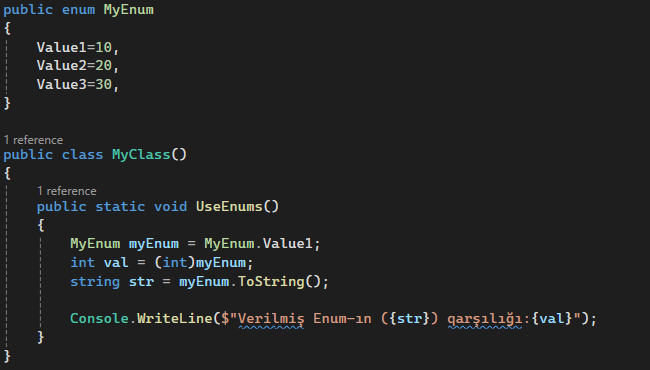 public enum MyEnum
{
    Value1=10,
    Value2=20,
    Value3=30,
}
1 reference
public class MyClass()
{
    1 reference
    public static void UseEnums()
    {
        MyEnum myEnum = MyEnum.Value1;
        int val = (int)myEnum;
        string str = myEnum.ToString();
        Console.WriteLine($"Verilmiş Enum-ın ({str}) qarşılığı:{val}");
    }
}